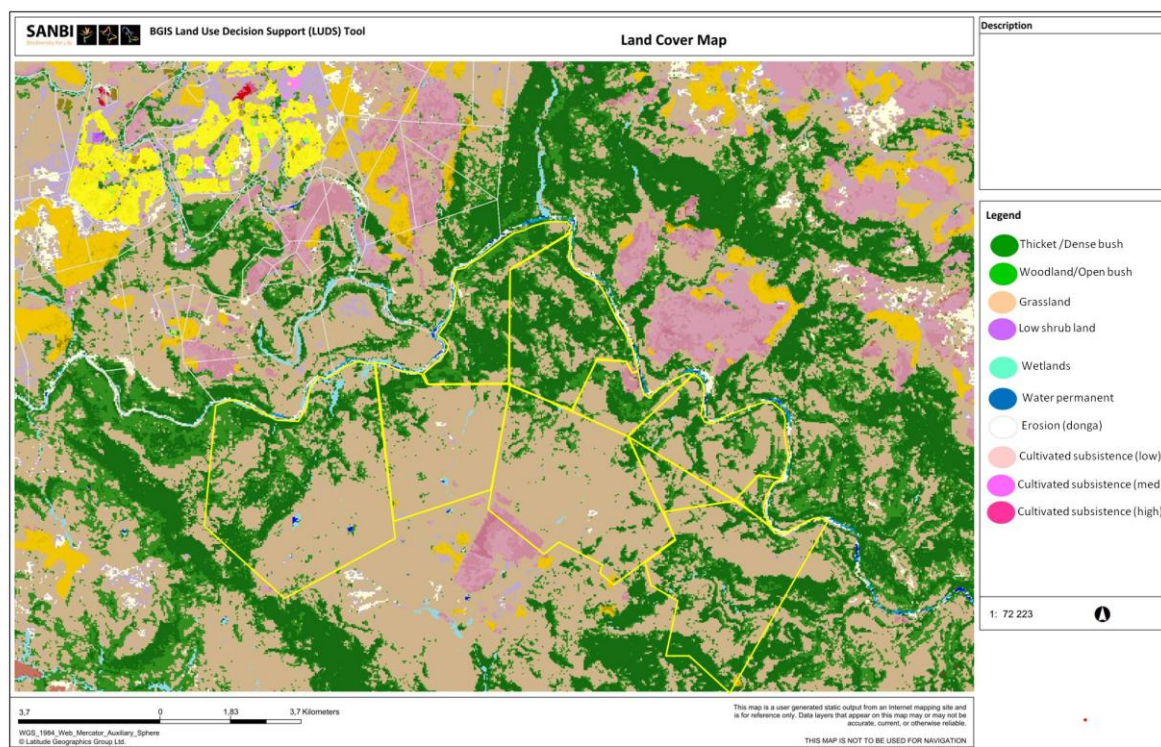 SANBI
Biodiversity for Life
BGIS Land Use Decision Support (LUDS) Tool
Land Cover Map
Description
Legend
Thicket /Dense bush
Woodland/Open bush
Grassland
Low shrub land
Wetlands
Water permanent
Erosion (donga)
Cultivated subsistence (low)
Cultivated subsistence (med
Cultivated subsistence (high)
1: 72 223
3,7 0 1,83 3,7 Kilometers
WGS_1984_Web_Mercator_Auxiliary_Sphere
© Latitude Geographics Group Ltd.
This map is a user generated static output from an Internet mapping site and
is for reference only. Data layers that appear on this map may or may not be
accurate, current, or otherwise reliable.
THIS MAP IS NOT TO BE USED FOR NAVIGATION